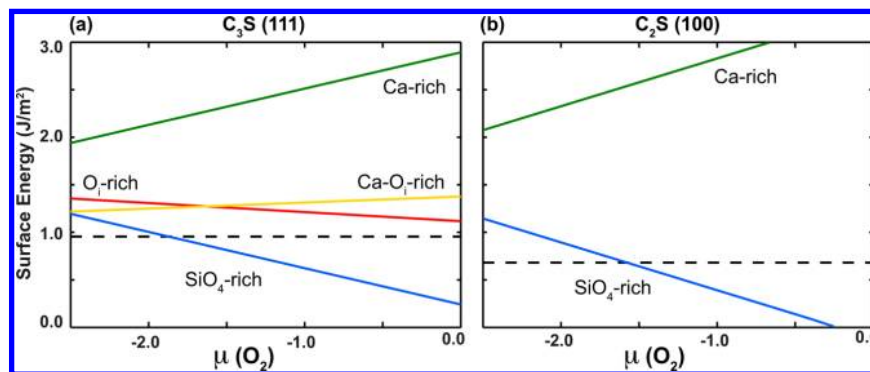 (a) C₃S (111)
3.0
2.0
1.0
0.0
Surface Energy (J/m²)
Ca-rich
Oᵢ-rich
Ca-Oᵢ-rich
SiO₄-rich
-2.0 -1.0 0.0
μ (O₂)
(b) C₂S (100)
Ca-rich
SiO₄-rich
-2.0 -1.0 0.0
μ (O₂)